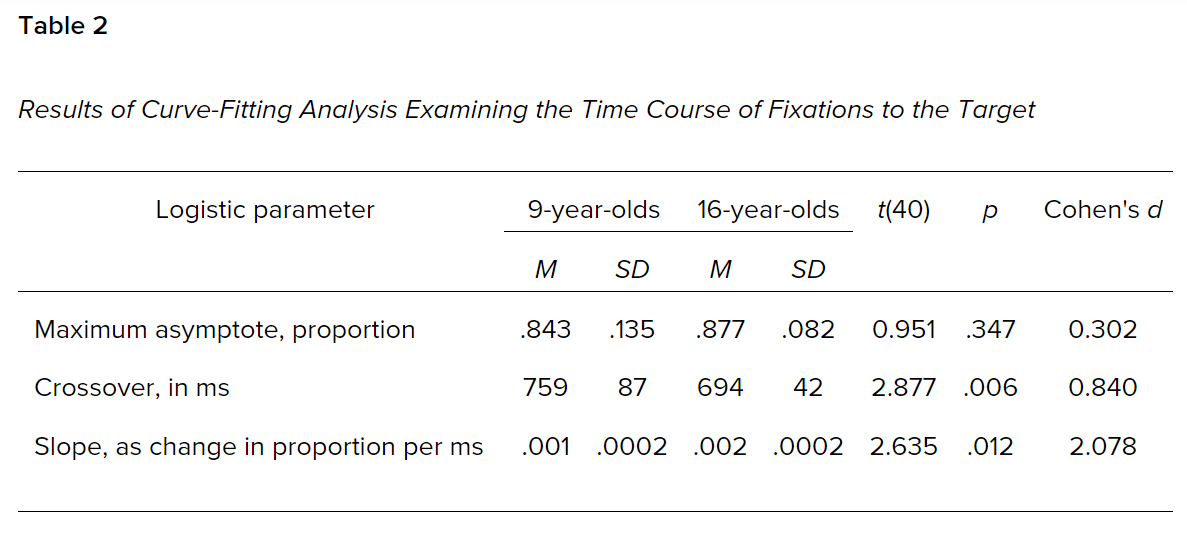 Table 2
Results of Curve-Fitting Analysis Examining the Time Course of Fixations to the Target
Logistic parameter 9-year-olds 16-year-olds t(40) p Cohen's d
M SD M SD
Maximum asymptote, proportion .843 .135 .877 .082 0.951 .347 0.302
Crossover, in ms 759 87 694 42 2.877 .006 0.840
Slope, as change in proportion per ms .001 .0002 .002 .0002 2.635 .012 2.078